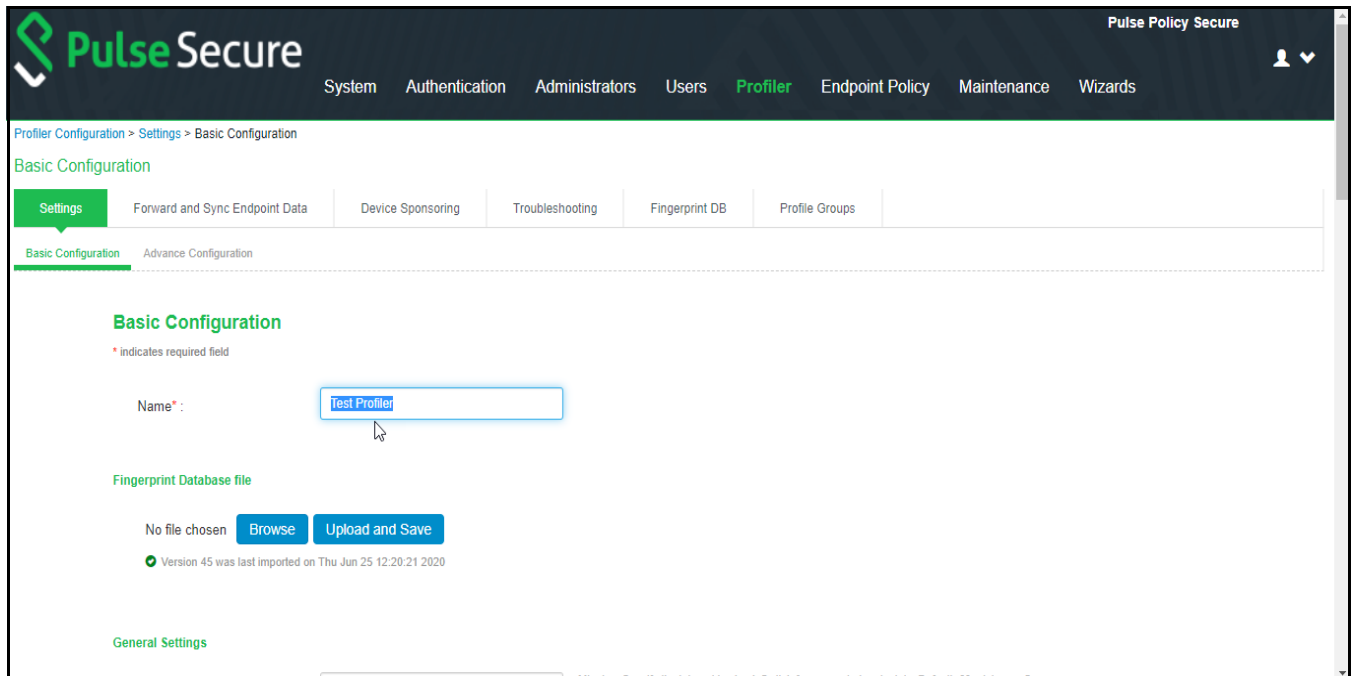 Pulse Policy Secure
Pulse Secure
System Authentication Administrators Users Profiler Endpoint Policy Maintenance Wizards
Profiler Configuration > Settings > Basic Configuration
Basic Configuration
Settings Forward and Sync Endpoint Data Device Sponsoring Troubleshooting Fingerprint DB Profile Groups
Basic Configuration Advance Configuration
Basic Configuration
* indicates required field
Name* : Test Profiler
Fingerprint Database file
No file chosen Browse Upload and Save
Version 45 was last imported on Thu Jun 25 12:20:21 2020
General Settings